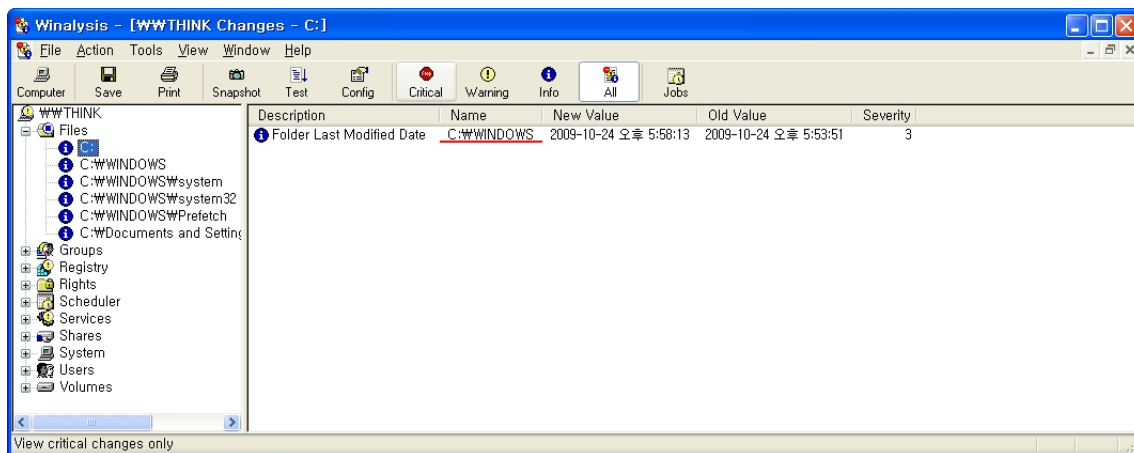 Winalysis - [₩₩THINK Changes - C:]
File Action Tools View Window Help
Computer Save Print Snapshot Test Config Critical Warning Info All Jobs
₩₩THINK
Files
C:
C:₩WINDOWS
C:₩WINDOWS₩system
C:₩WINDOWS₩system32
C:₩WINDOWS₩Prefetch
C:₩Documents and Setting
Groups
Registry
Rights
Scheduler
Services
Shares
System
Users
Volumes
Description Name New Value Old Value Severity
Folder Last Modified Date C:₩WINDOWS 2009-10-24 오후 5:58:13 2009-10-24 오후 5:53:51 3
View critical changes only